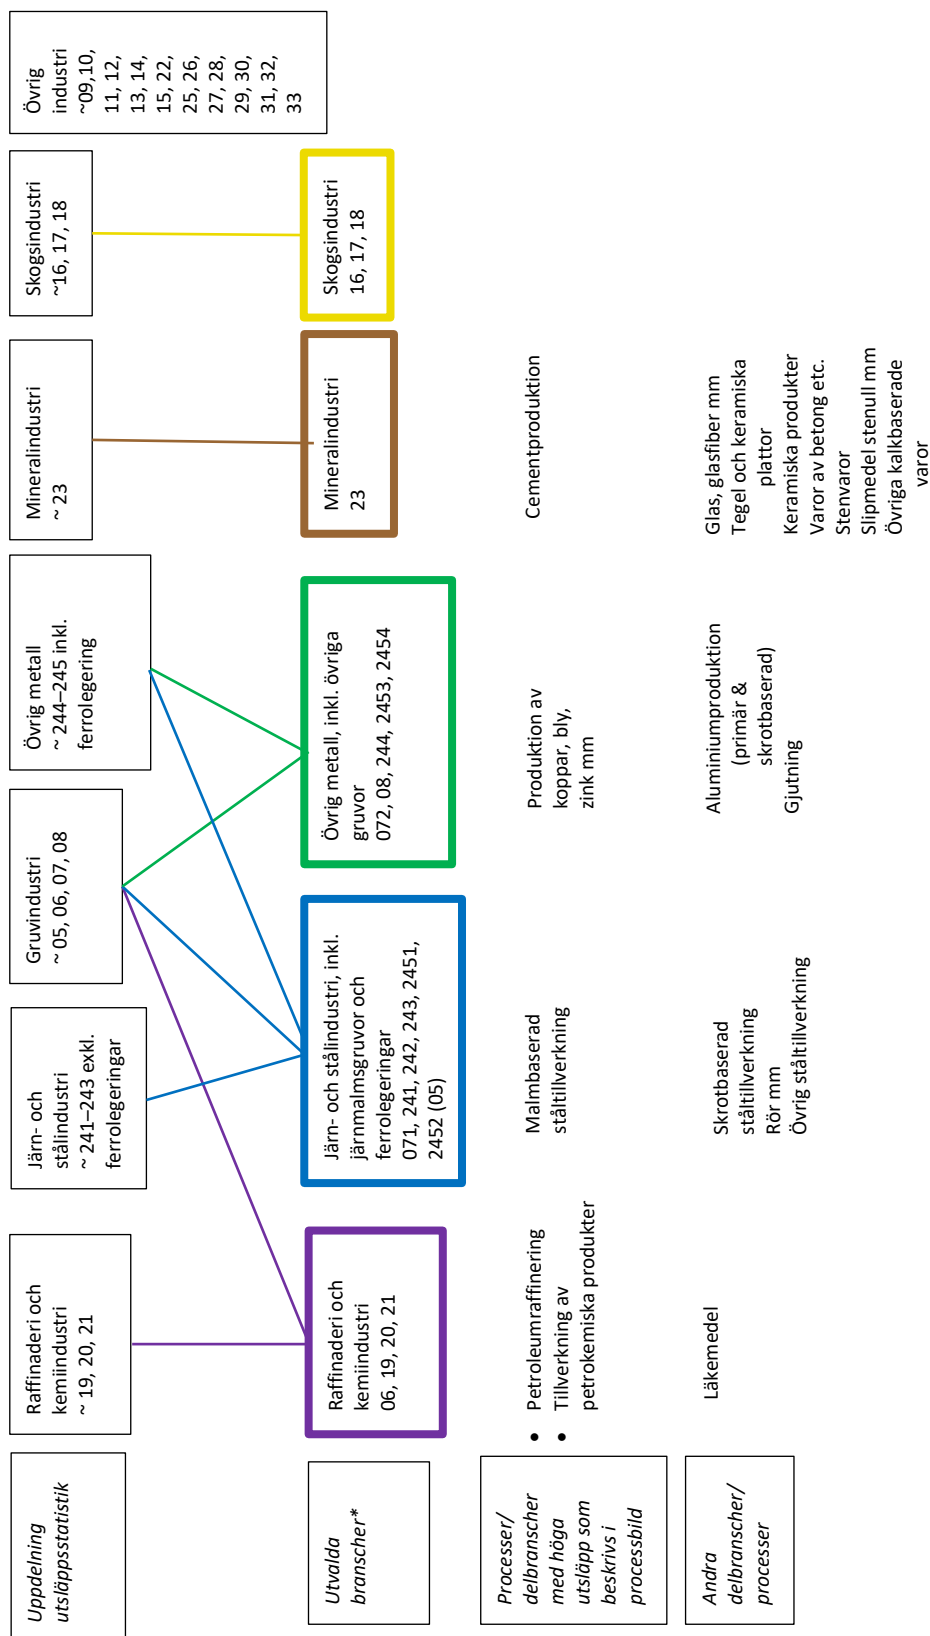 Uppdelning
utsläppsstatistik
Raffinaderi och
kemiindustri
~ 19, 20, 21
Järn- och
stålindustri
~ 241–243 exkl.
ferrolegeringar
Gruvindustri
~ 05, 06, 07, 08
Övrig metall
~ 244–245 inkl.
ferrolegering
Mineralindustri
~ 23
Skogsindustri
~16, 17, 18
Övrig
industri
~09,10,
11, 12,
13, 14,
15, 22,
25, 26,
27, 28,
29, 30,
31, 32,
33
Utvalda
branscher*
Raffinaderi och
kemiindustri
06, 19, 20, 21
Järn- och stålindustri, inkl.
järnmalmsgruvor och
ferrolegeringar
071, 241, 242, 243, 2451,
2452 (05)
Övrig metall, inkl. övriga
gruvor
072, 08, 244, 2453, 2454
Mineralindustri
23
Skogsindustri
16, 17, 18
Processer/
delbranscher
med höga
utsläpp som
beskrivs i
processbild
• Petroleumraffinering
• Tillverkning av
petrokemiska produkter
Malmbaserad
ståltillverkning
Produktion av
koppar, bly,
zink mm
Cementproduktion
Andra
delbranscher/
processer
Läkemedel
Skrotbaserad
ståltillverkning
Rör mm
Övrig ståltillverkning
Aluminiumproduktion
(primär &
skrotbaserad)
Gjutning
Glas, glasfiber mm
Tegel och keramiska
plattor
Keramiska produkter
Varor av betong etc.
Stenvaror
Slipmedel stenull mm
Övriga kalkbaserade
varor